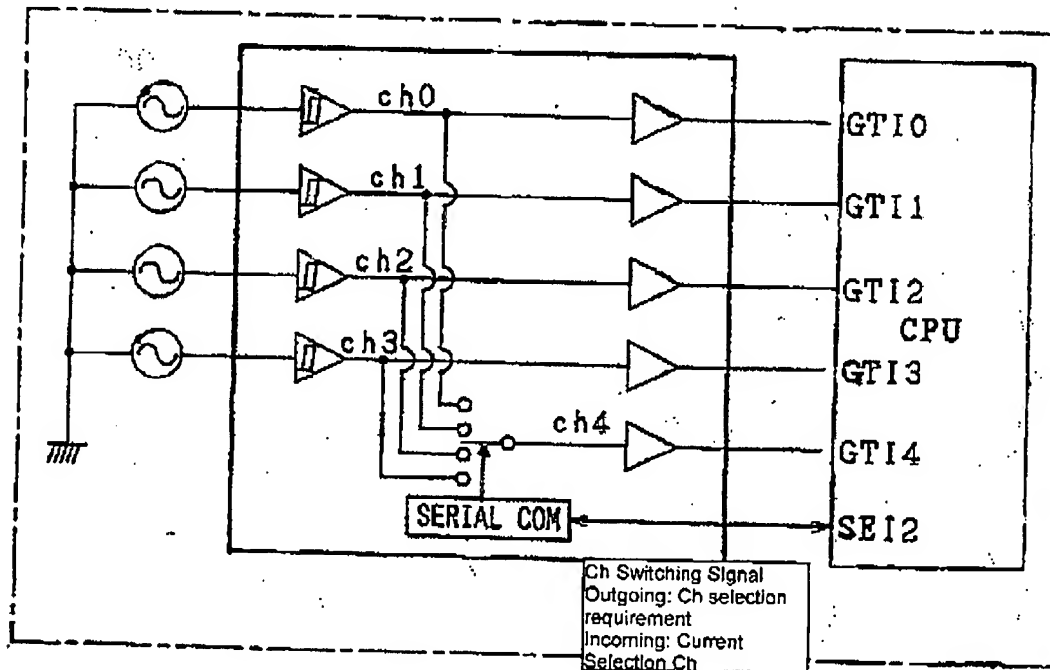 ch0
GTI0
ch1
GTI1
ch2
GTI2
CPU
ch3
GTI3
ch4
GTI4
SERIAL COM
SEI2
Ch Switching Signal
Outgoing: Ch selection
requirement
Incoming: Current
Selection Ch